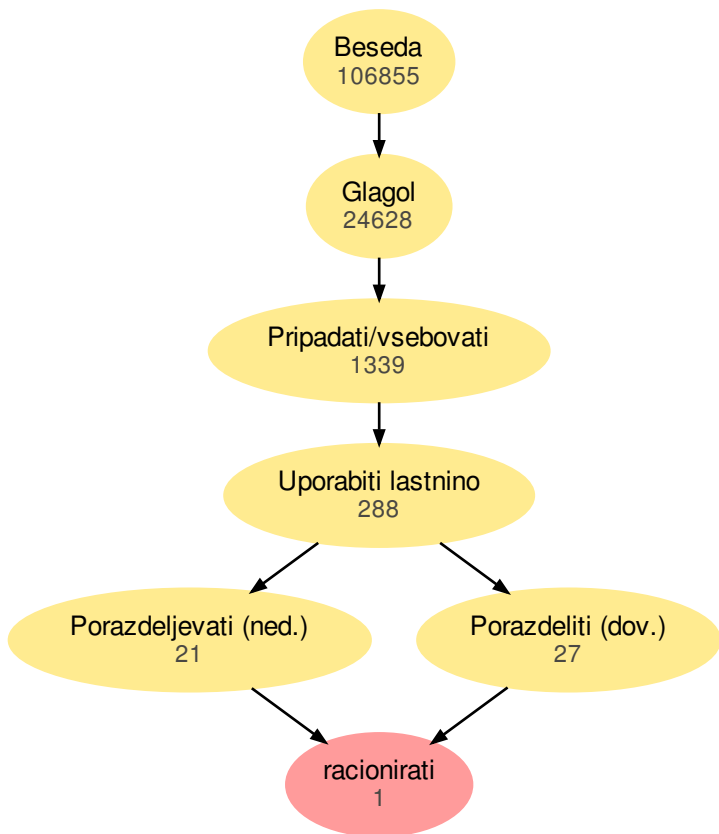 Beseda
106855
Glagol
24628
Pripadati/vsebovati
1339
Uporabiti lastnino
288
Porazdeljevati (ned.)
21
Porazdeliti (dov.)
27
racionirati
1